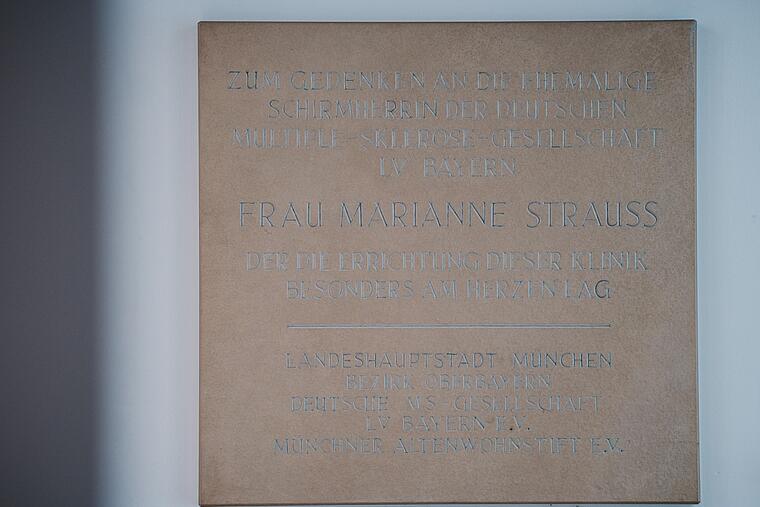 ZUM GEDENKEN AN DIE EHEMALIGE
SCHIRMHERRIN DER DEUTSCHEN
MULTIPLE-SKLEROSE-GESELLSCHAFT
LV BAYERN
FRAU MARIANNE STRAUSS
DER DIE ERRICHTUNG DIESER KLINIK
BESONDERS AM HERZEN LAG
LANDESHAUPTSTADT MÜNCHEN
BEZIRK OBERBAYERN
DEUTSCHE MS-GESELLSCHAFT
LV BAYERN E.V.
MÜNCHNER ALTENWOHNSTIFT E.V.